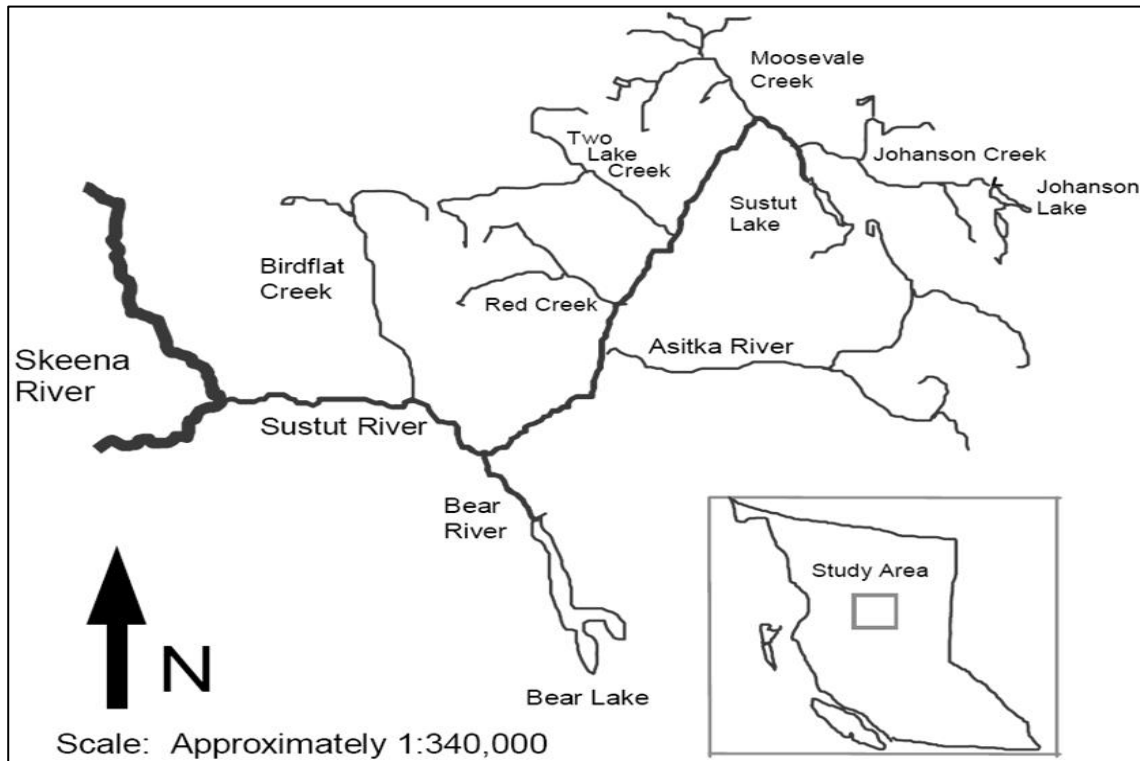 Moosevale
Creek
Two
Lake
Creek
Johanson Creek
Johanson
Lake
Sustut
Lake
Birdflat
Creek
Red Creek
Asitka River
Skeena
River
Sustut River
Bear
River
Study Area
N
Bear Lake
Scale: Approximately 1:340,000